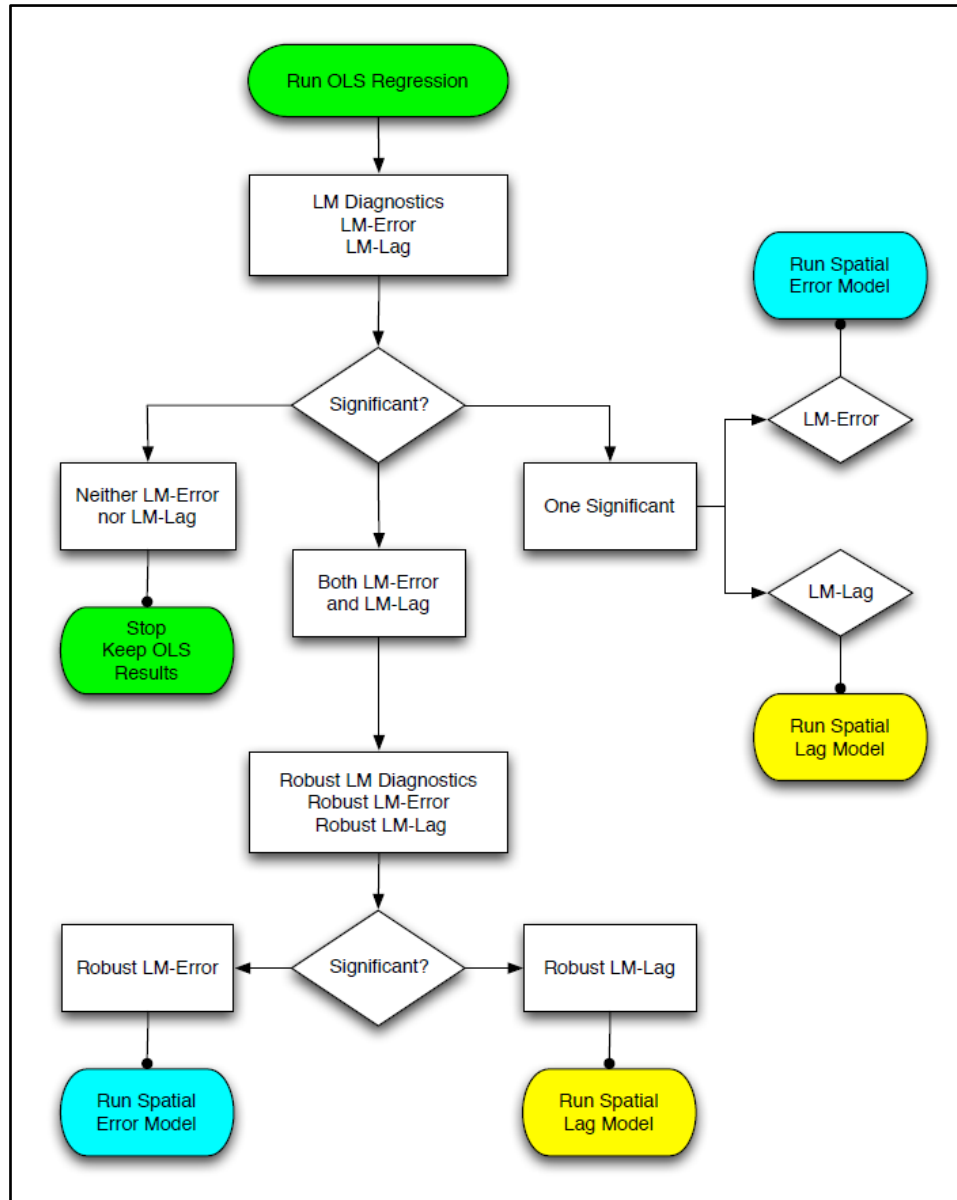 Run OLS Regression
LM Diagnostics
LM-Error
LM-Lag
Run Spatial
Error Model
Significant?
LM-Error
Neither LM-Error
nor LM-Lag
One Significant
Both LM-Error
and LM-Lag
LM-Lag
Stop
Keep OLS
Results
Run Spatial
Lag Model
Robust LM Diagnostics
Robust LM-Error
Robust LM-Lag
Robust LM-Error
Significant?
Robust LM-Lag
Run Spatial
Error Model
Run Spatial
Lag Model